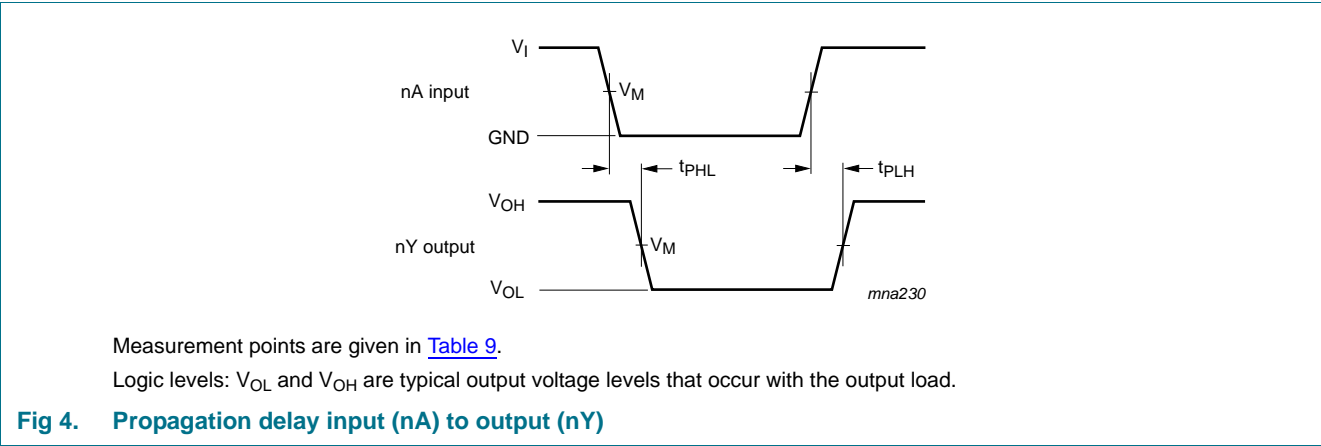 V_I
nA input
V_M
GND
t_PHL
t_PLH
V_OH
nY output
V_M
V_OL
mna230
Measurement points are given in Table 9.
Logic levels: V_OL and V_OH are typical output voltage levels that occur with the output load.
Fig 4. Propagation delay input (nA) to output (nY)